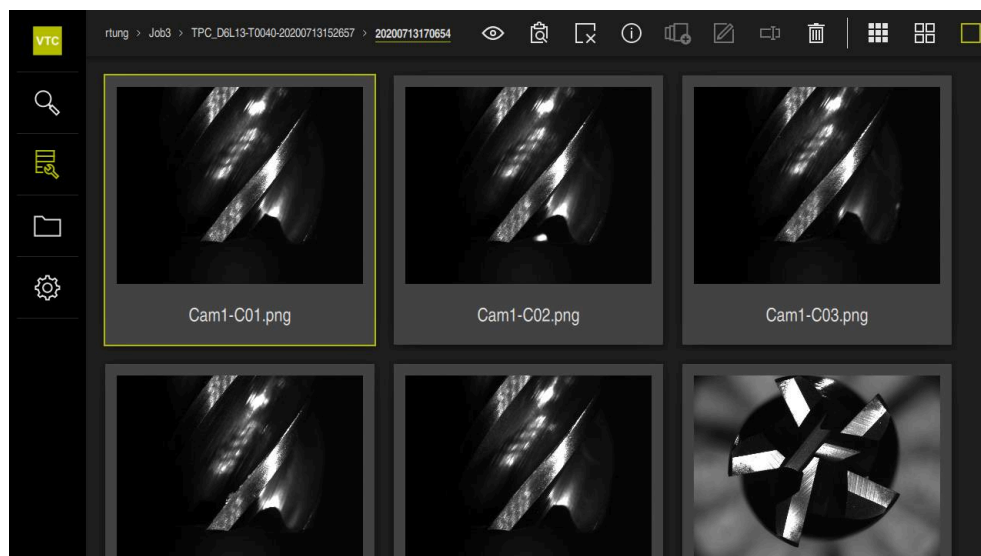 VTC
rtung > Job3 > TPC_D6L13-T0040-20200713152657 > 20200713170654
Cam1-C01.png
Cam1-C02.png
Cam1-C03.png